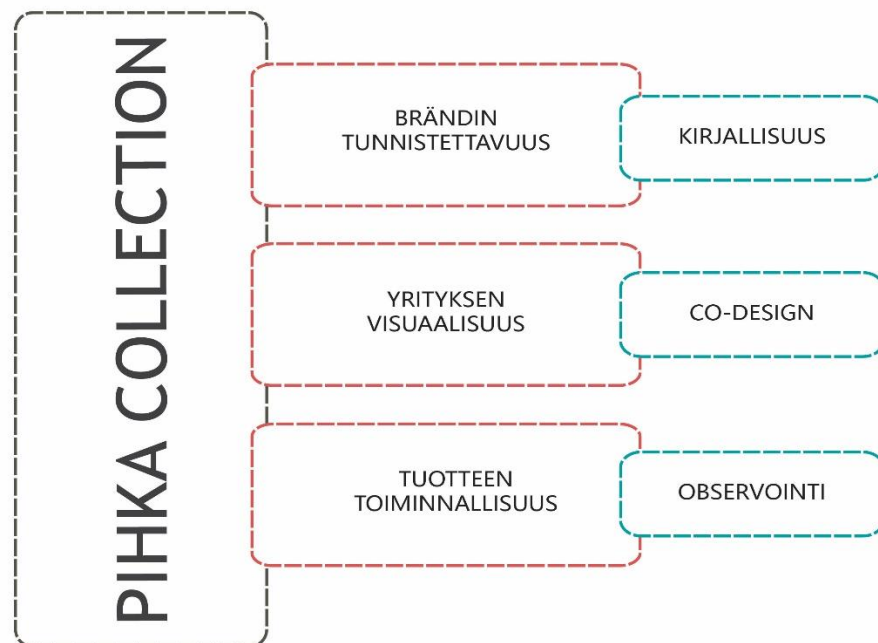 PIHKA COLLECTION
BRÄNDIN
TUNNISTETTAVUUS
KIRJALLISUUS
YRITYKSEN
VISUAALISUUS
CO-DESIGN
TUOTTEEN
TOIMINNALLISUUS
OBSERVOINTI